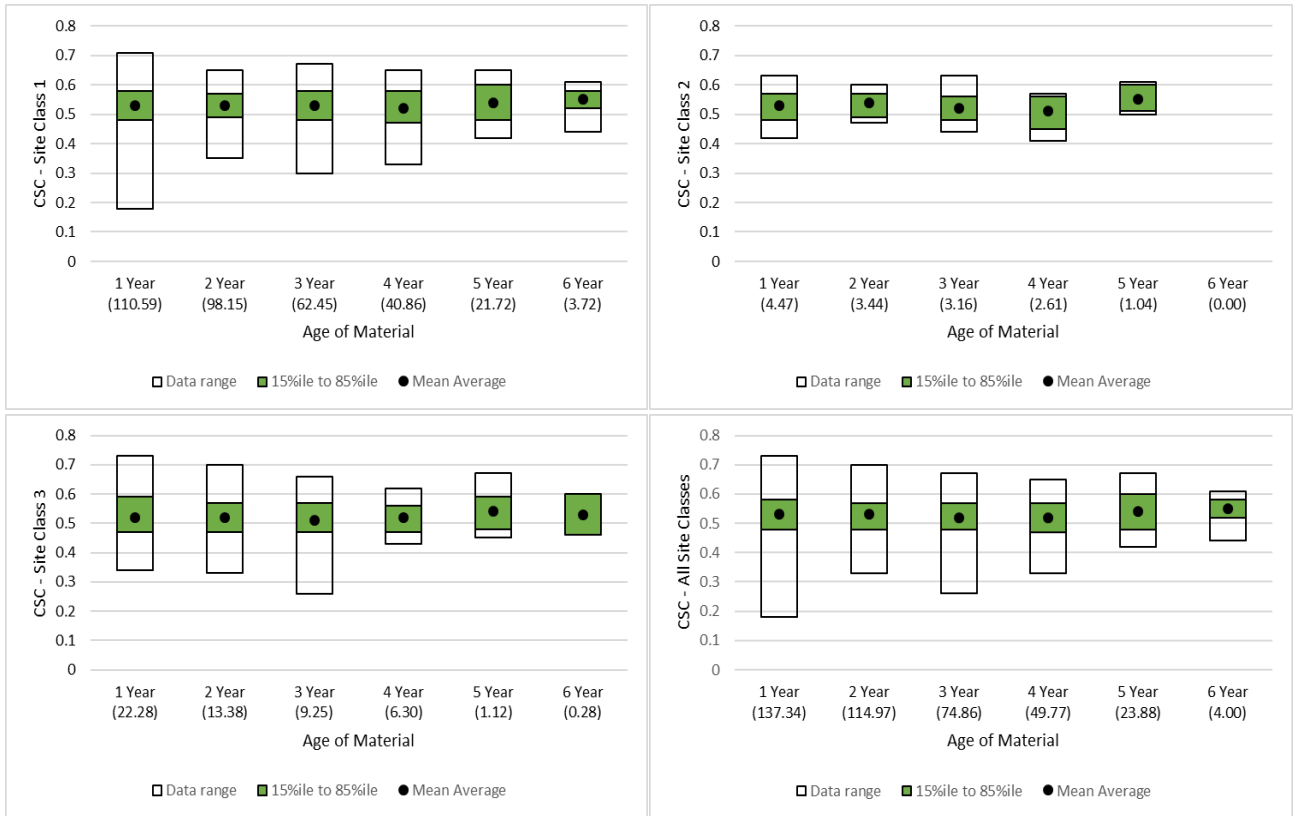 CSC - Site Class 1
0.8
0.7
0.6
0.5
0.4
0.3
0.2
0.1
0
1 Year 2 Year 3 Year 4 Year 5 Year 6 Year
(110.59) (98.15) (62.45) (40.86) (21.72) (3.72)
Age of Material
Data range 15%ile to 85%ile Mean Average
CSC - Site Class 2
0.8
0.7
0.6
0.5
0.4
0.3
0.2
0.1
0
1 Year 2 Year 3 Year 4 Year 5 Year 6 Year
(4.47) (3.44) (3.16) (2.61) (1.04) (0.00)
Age of Material
Data range 15%ile to 85%ile Mean Average
CSC - Site Class 3
0.8
0.7
0.6
0.5
0.4
0.3
0.2
0.1
0
1 Year 2 Year 3 Year 4 Year 5 Year 6 Year
(22.28) (13.38) (9.25) (6.30) (1.12) (0.28)
Age of Material
Data range 15%ile to 85%ile Mean Average
CSC - All Site Classes
0.8
0.7
0.6
0.5
0.4
0.3
0.2
0.1
0
1 Year 2 Year 3 Year 4 Year 5 Year 6 Year
(137.34) (114.97) (74.86) (49.77) (23.88) (4.00)
Age of Material
Data range 15%ile to 85%ile Mean Average